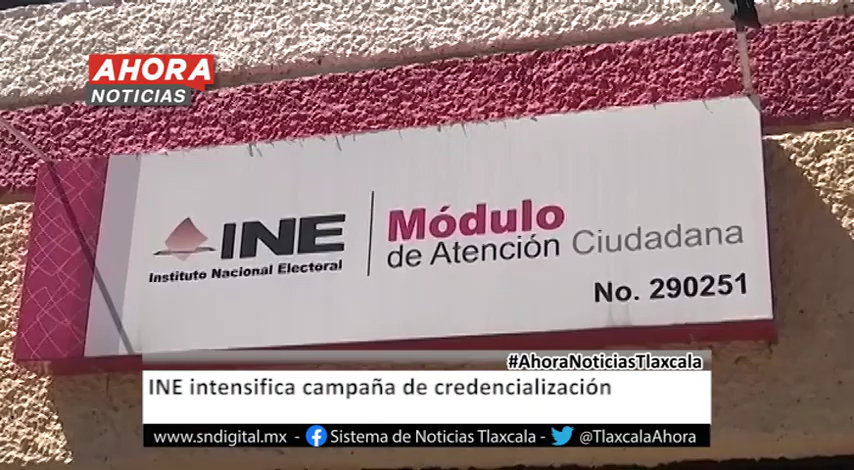 AHORA
NOTICIAS
INE
Instituto Nacional Electoral
Módulo
de Atención Ciudadana
No. 290251
#AhoraNoticiasTlaxcala
INE intensifica campaña de credencialización
www.sndigital.mx - Sistema de Noticias Tlaxcala - @TlaxcalaAhora